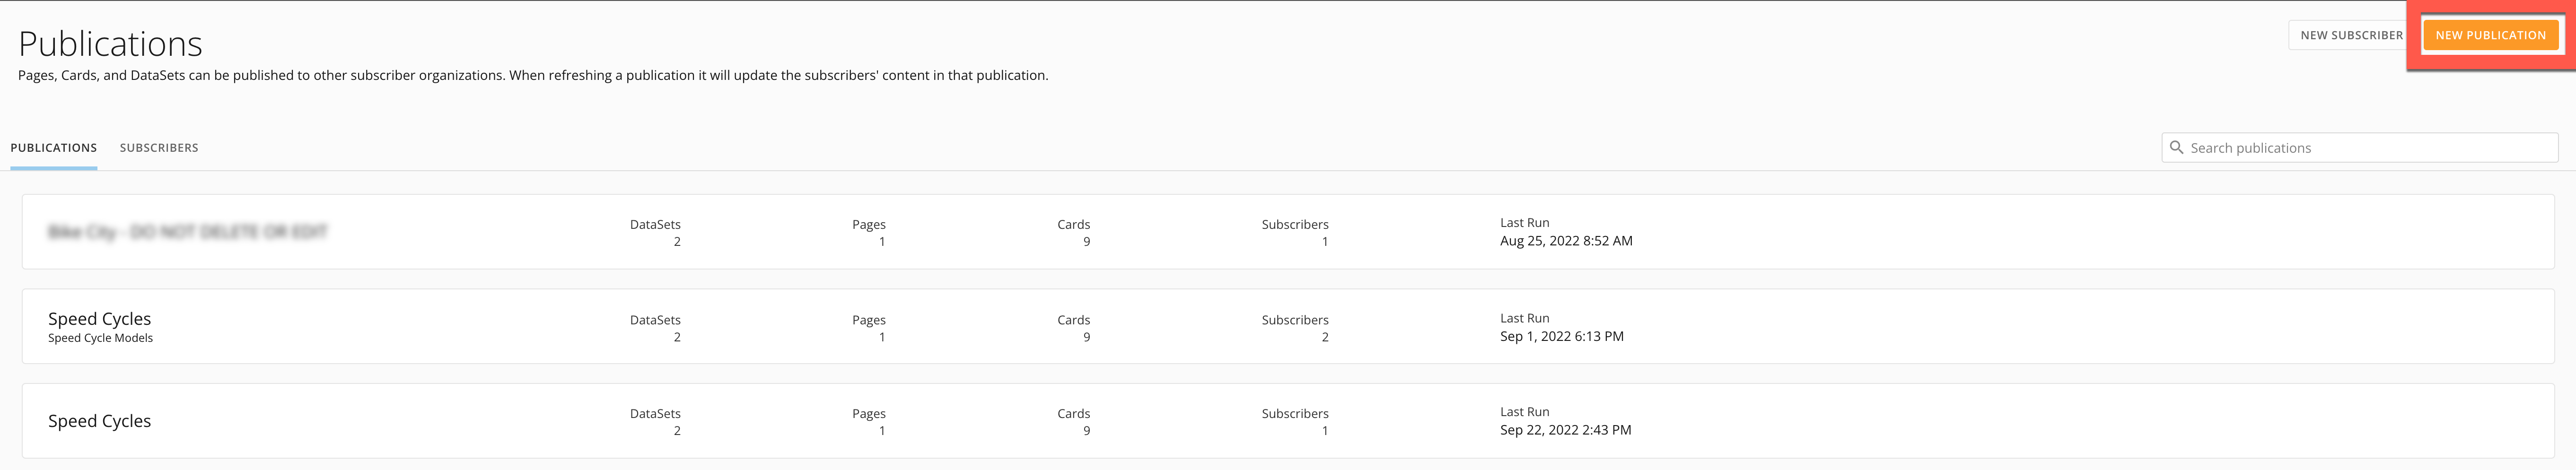 Publications
Pages, Cards, and DataSets can be published to other subscriber organizations. When refreshing a publication it will update the subscribers' content in that publication.
NEW SUBSCRIBER
NEW PUBLICATION
PUBLICATIONS
SUBSCRIBERS
Search publications
DataSets
2
Pages
1
Cards
9
Subscribers
1
Last Run
Aug 25, 2022 8:52 AM
Speed Cycles
Speed Cycle Models
DataSets
2
Pages
1
Cards
9
Subscribers
2
Last Run
Sep 1, 2022 6:13 PM
Speed Cycles
DataSets
2
Pages
1
Cards
9
Subscribers
1
Last Run
Sep 22, 2022 2:43 PM